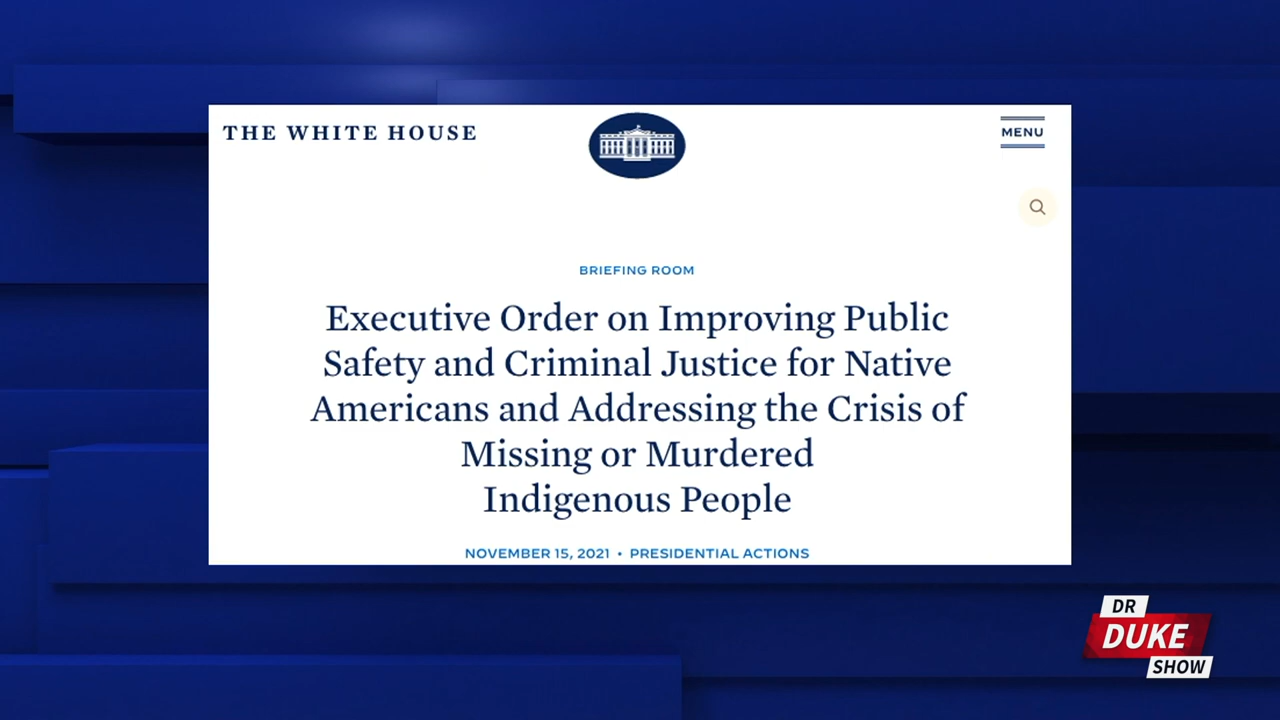 THE WHITE HOUSE
MENU
BRIEFING ROOM
Executive Order on Improving Public
Safety and Criminal Justice for Native
Americans and Addressing the Crisis of
Missing or Murdered
Indigenous People
NOVEMBER 15, 2021 • PRESIDENTIAL ACTIONS
DR
DUKE
SHOW